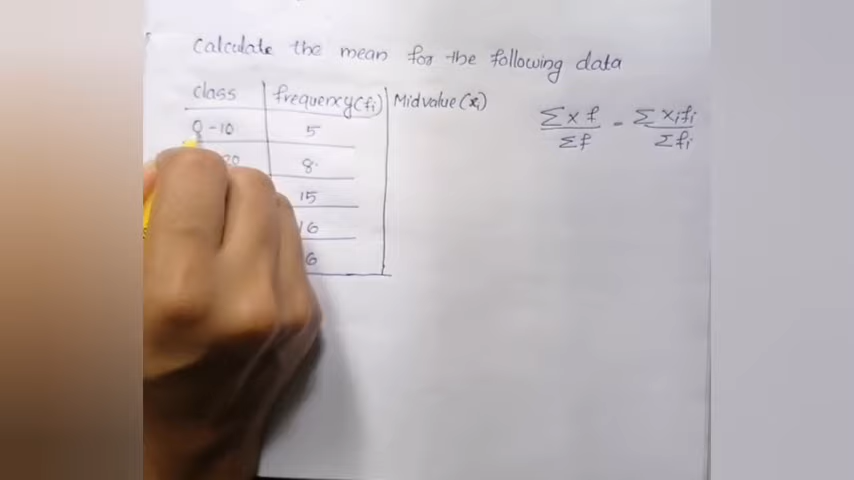 Calculate the mean for the following data
class frequency(fi) Midvalue(xi)
0-10 5
20 8
15
16
6
Σxf/Σf = Σxifi/Σfi